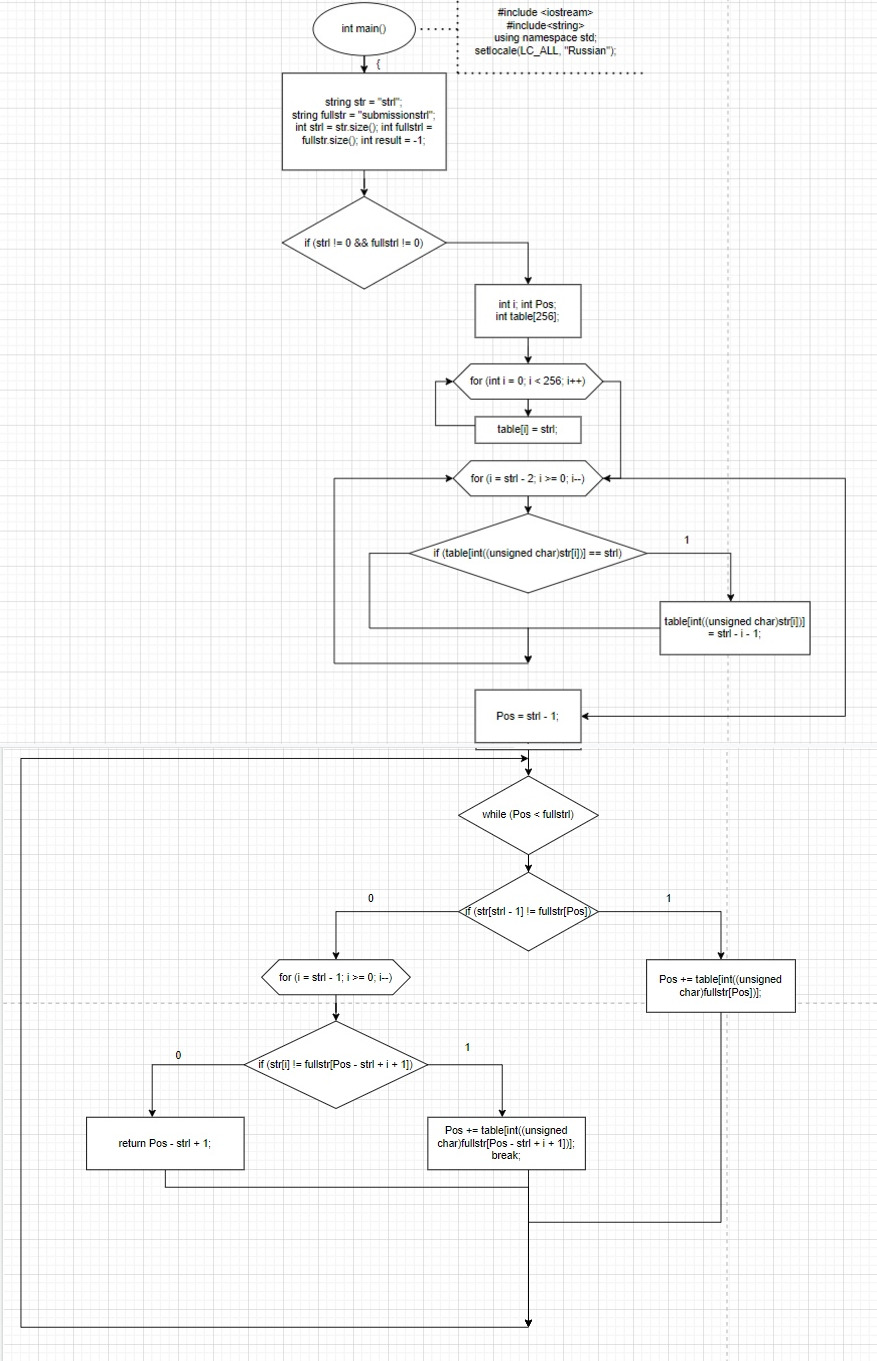 int main()
#include <iostream>
#include<string>
using namespace std;
setlocale(LC_ALL, "Russian");
{
string str = "strl";
string fullstr = "submissionstrl";
int strl = str.size(); int fullstrl =
fullstr.size(); int result = -1;
if (strl != 0 && fullstrl != 0)
int i; int Pos;
int table[256];
for (int i = 0; i < 256; i++)
table[i] = strl;
for (i = strl - 2; i >= 0; i--)
if (table[int((unsigned char)str[i])] == strl)
1
table[int((unsigned char)str[i])]
= strl - i - 1;
Pos = strl - 1;
while (Pos < fullstrl)
if (str[strl - 1] != fullstr[Pos])
0
1
for (i = strl - 1; i >= 0; i--)
Pos += table[int((unsigned
char)fullstr[Pos])];
if (str[i] != fullstr[Pos - strl + i + 1])
0
1
return Pos - strl + 1;
Pos += table[int((unsigned
char)fullstr[Pos - strl + i + 1])];
break;